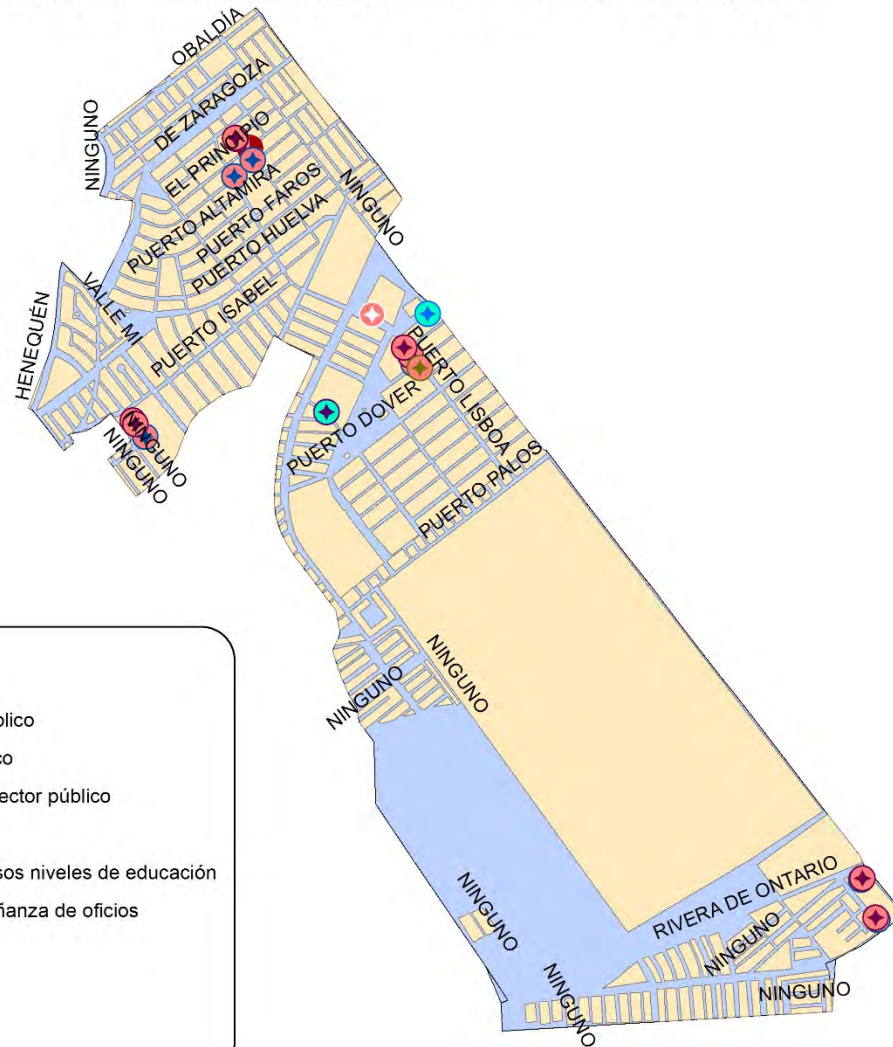 OBALDÍA
DE ZARAGOZA
NINGUNO
EL PRINCIPIO
PUERTO ALTAMIRA
PUERTO FAROS
NINGUNO
PUERTO HUELVA
VALLE MI
PUERTO ISABEL
HENEQUÉN
PUERTO LISBOA
PUERTO DOVER
NINGUNO
NINGUNO
PUERTO PALOS
NINGUNO
NINGUNO
blico
co
ector público
sos niveles de educación
ñanza de oficios
RIVERA DE ONTARIO
NINGUNO
NINGUNO
NINGUNO
NINGUNO